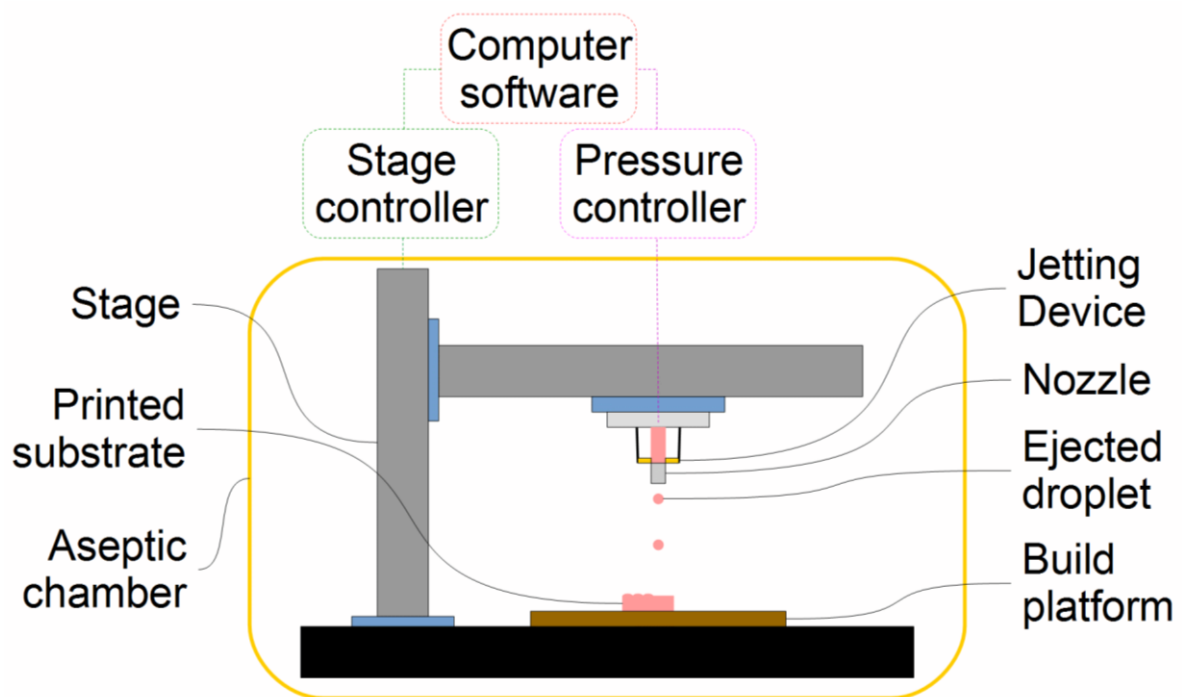 Computer
software
Stage
controller
Pressure
controller
Stage
Printed
substrate
Aseptic
chamber
Jetting
Device
Nozzle
Ejected
droplet
Build
platform